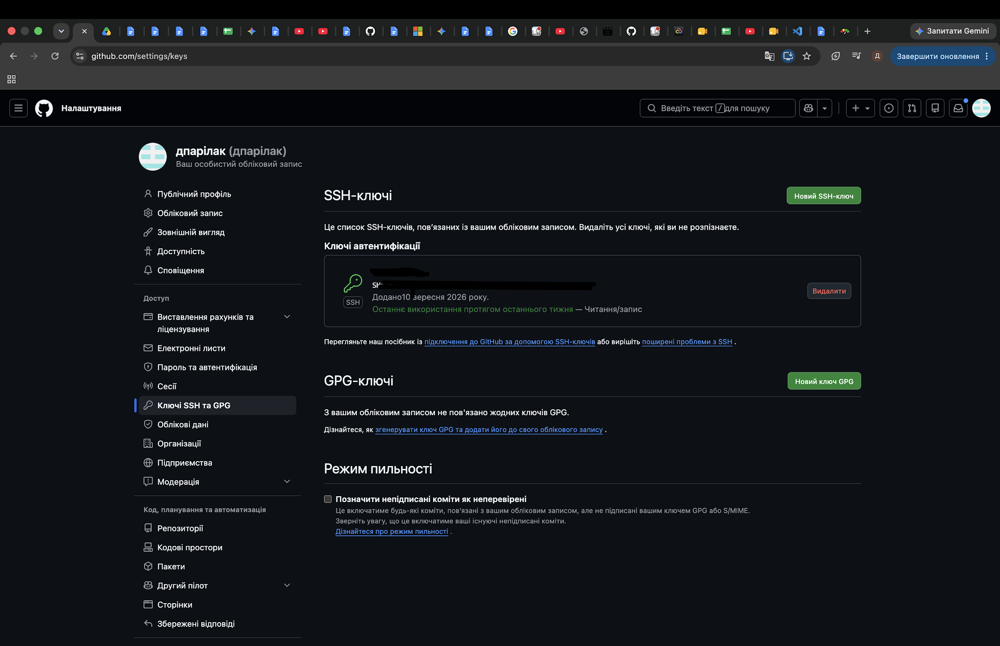 Запитати Gemini
github.com/settings/keys
Д
Завершити оновлення
Налаштування
Введіть текст / для пошуку
дпарілак (дпарілак)
Ваш особистий обліковий запис
Публічний профіль
Обліковий запис
Зовнішній вигляд
Доступність
Сповіщення
Доступ
Виставлення рахунків та
ліцензування
Електронні листи
Пароль та автентифікація
Сесії
Ключі SSH та GPG
Облікові дані
Організації
Підприємства
Модерація
Код, планування та автоматизація
Репозиторії
Кодові простори
Пакети
Другий пілот
Сторінки
Збережені відповіді
SSH-ключі
Новий SSH-ключ
Це список SSH-ключів, пов’язаних із вашим обліковим записом. Видаліть усі ключі, які ви не розпізнаєте.
Ключі автентифікації
SSH
Додано10 вересня 2026 року.
Останнє використання протягом останнього тижня — Читання/запис
Видалити
Перегляньте наш посібник із підключення до GitHub за допомогою SSH-ключів або вирішіть поширені проблеми з SSH .
GPG-ключі
Новий ключ GPG
З вашим обліковим записом не пов'язано жодних ключів GPG.
Дізнайтеся, як згенерувати ключ GPG та додати його до свого облікового запису .
Режим пильності
Позначити непідписані коміти як неперевірені
Це включатиме будь-які коміти, пов’язані з вашим обліковим записом, але не підписані вашим ключем GPG або S/MIME.
Зверніть увагу, що це включатиме ваші існуючі непідписані коміти.
Дізнайтеся про режим пильності .